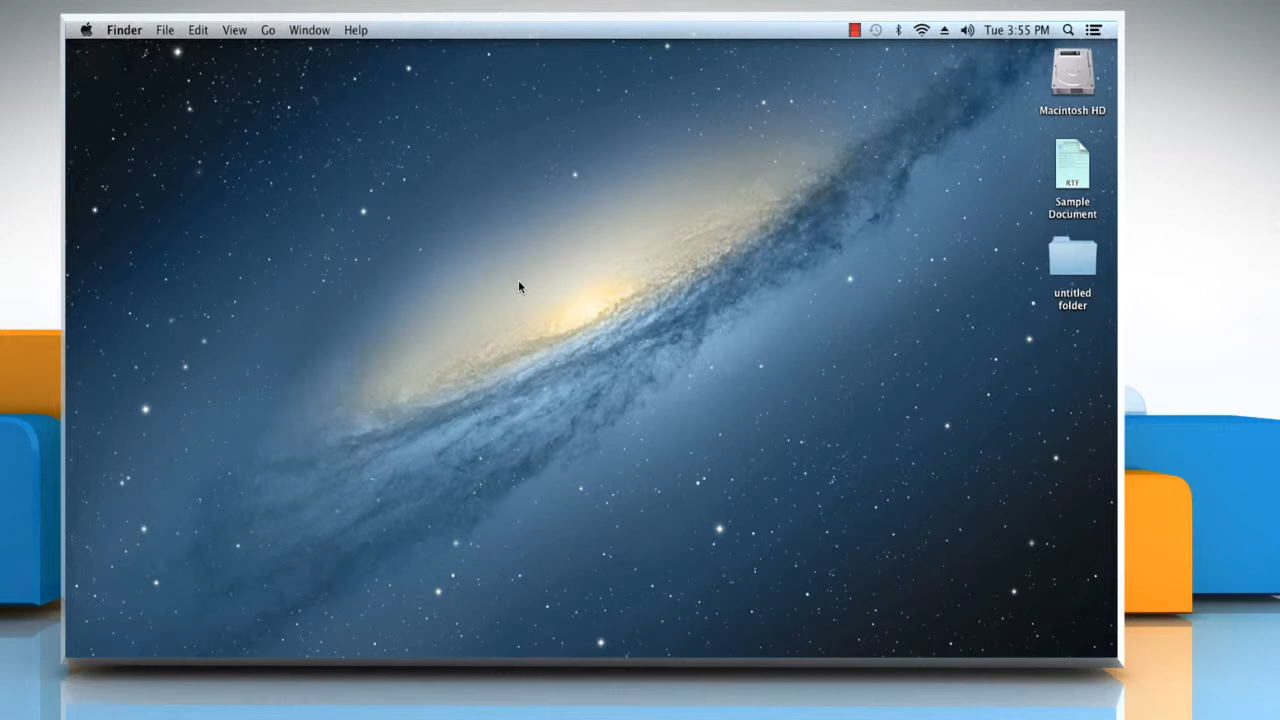 Finder File Edit View Go Window Help Tue 3:55 PM
Macintosh HD
RTF
Sample
Document
untitled
folder